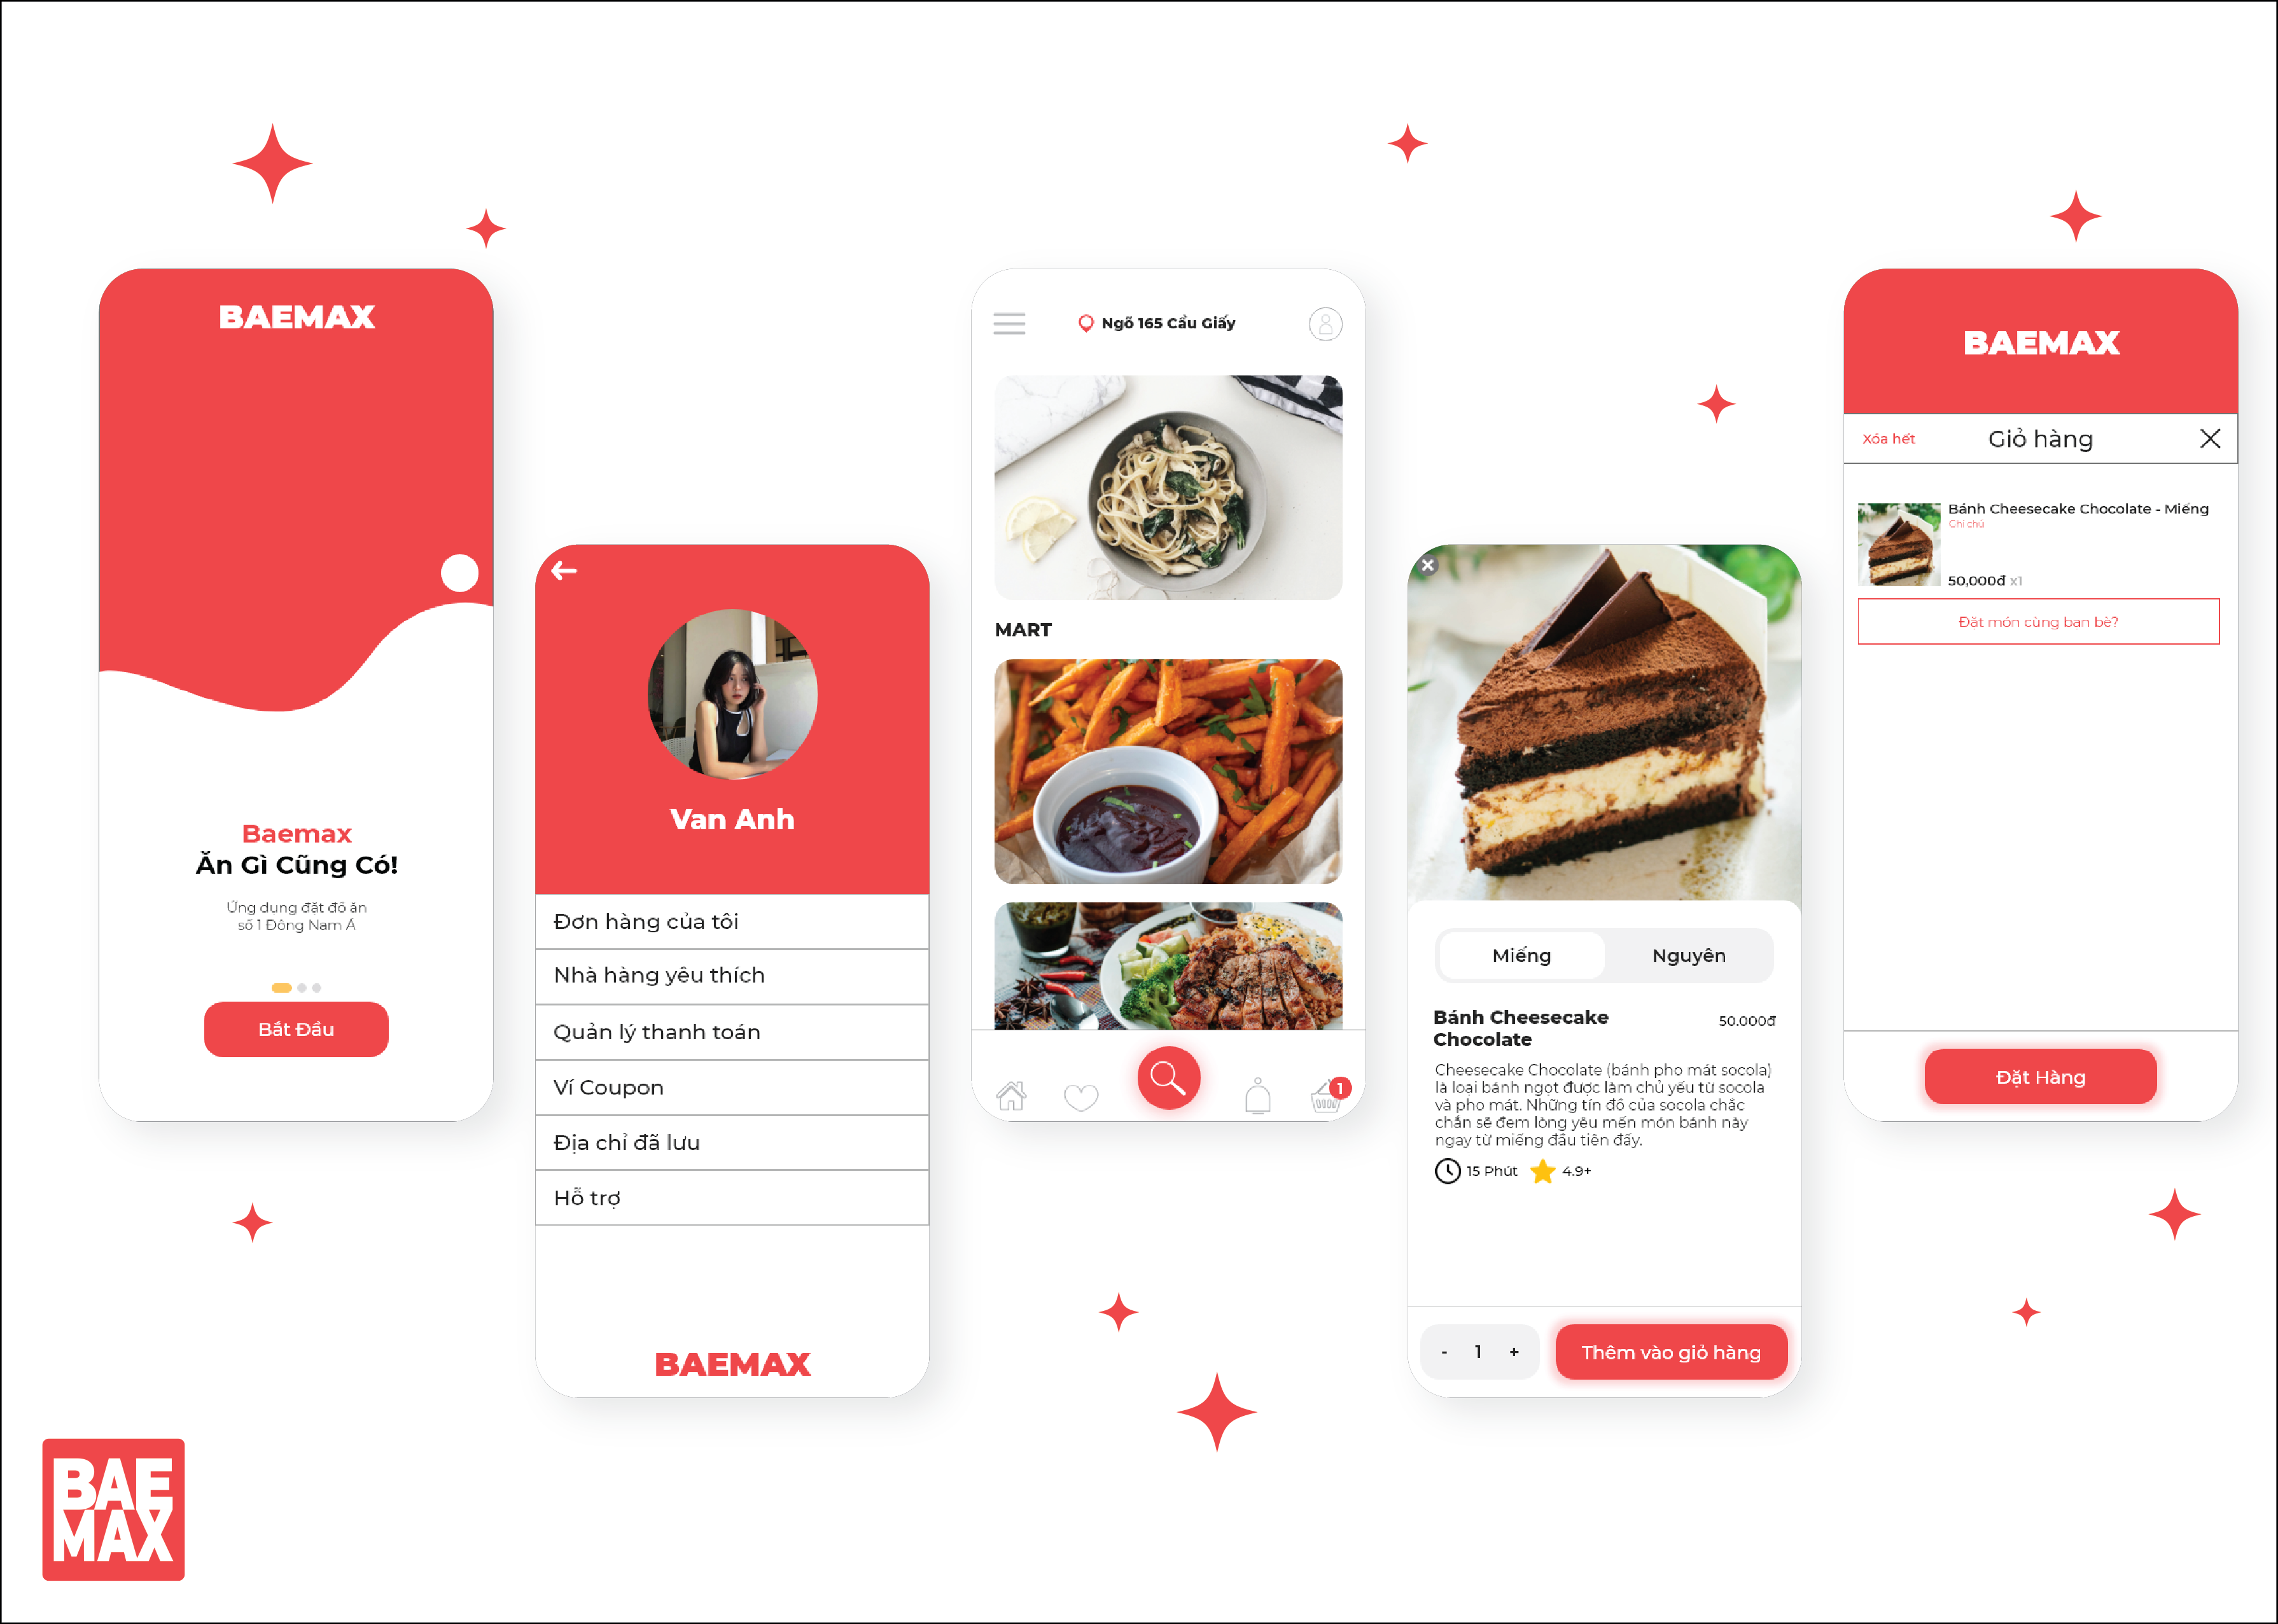 BAEMAX
Baemax
Ăn Gì Cũng Có!
Ứng dụng đặt đồ ăn
số 1 Đông Nam Á
Bắt Đầu
Van Anh
Đơn hàng của tôi
Nhà hàng yêu thích
Quản lý thanh toán
Ví Coupon
Địa chỉ đã lưu
Hỗ trợ
BAEMAX
Ngõ 165 Cầu Giấy
MART
1
Miếng Nguyên
Bánh Cheesecake
Chocolate
50.000đ
Cheesecake Chocolate (bánh pho mát socola)
là loại bánh ngọt được làm chủ yếu từ socola
và pho mát. Những tín đồ của socola chắc
chắn sẽ đem lòng yêu mến món bánh này
ngay từ miếng đầu tiên đấy.
15 Phút 4.9+
- 1 +
Thêm vào giỏ hàng
BAEMAX
Xóa hết Giỏ hàng
Bánh Cheesecake Chocolate - Miếng
Ghi chú
50,000đ x1
Đặt món cùng bạn bè?
Đặt Hàng
BAE
MAX